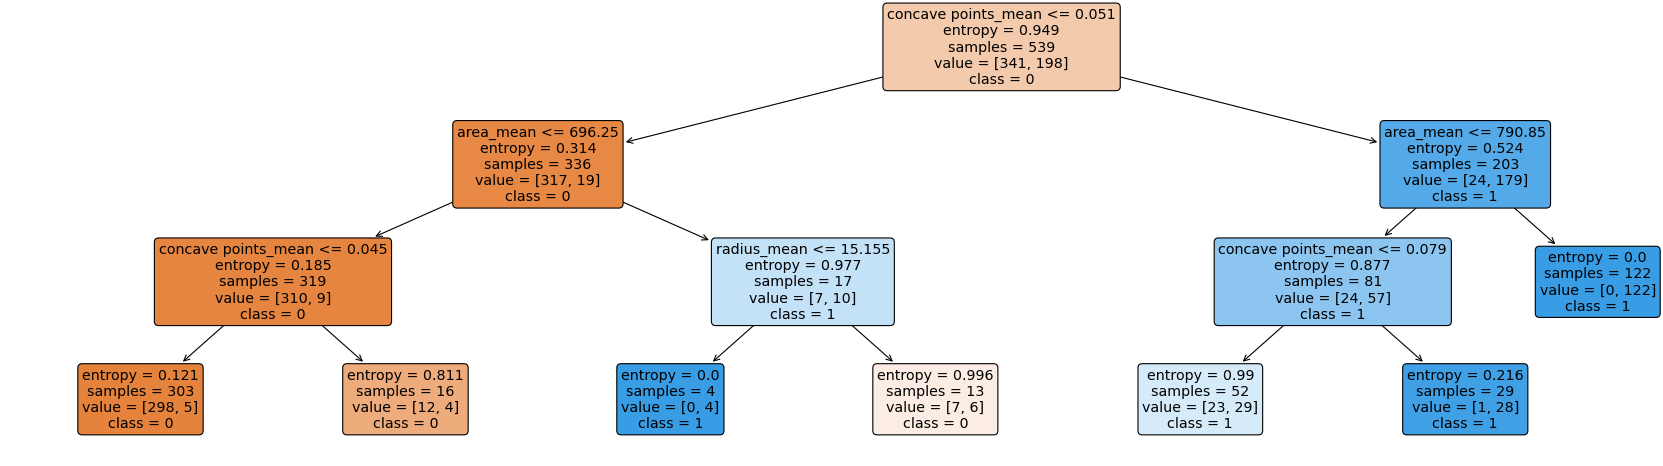 concave points_mean <= 0.051
entropy = 0.949
samples = 539
value = [341, 198]
class = 0
area_mean <= 696.25
entropy = 0.314
samples = 336
value = [317, 19]
class = 0
area_mean <= 790.85
entropy = 0.524
samples = 203
value = [24, 179]
class = 1
concave points_mean <= 0.045
entropy = 0.185
samples = 319
value = [310, 9]
class = 0
radius_mean <= 15.155
entropy = 0.977
samples = 17
value = [7, 10]
class = 1
concave points_mean <= 0.079
entropy = 0.877
samples = 81
value = [24, 57]
class = 1
entropy = 0.0
samples = 122
value = [0, 122]
class = 1
entropy = 0.121
samples = 303
value = [298, 5]
class = 0
entropy = 0.811
samples = 16
value = [12, 4]
class = 0
entropy = 0.0
samples = 4
value = [0, 4]
class = 1
entropy = 0.996
samples = 13
value = [7, 6]
class = 0
entropy = 0.99
samples = 52
value = [23, 29]
class = 1
entropy = 0.216
samples = 29
value = [1, 28]
class = 1